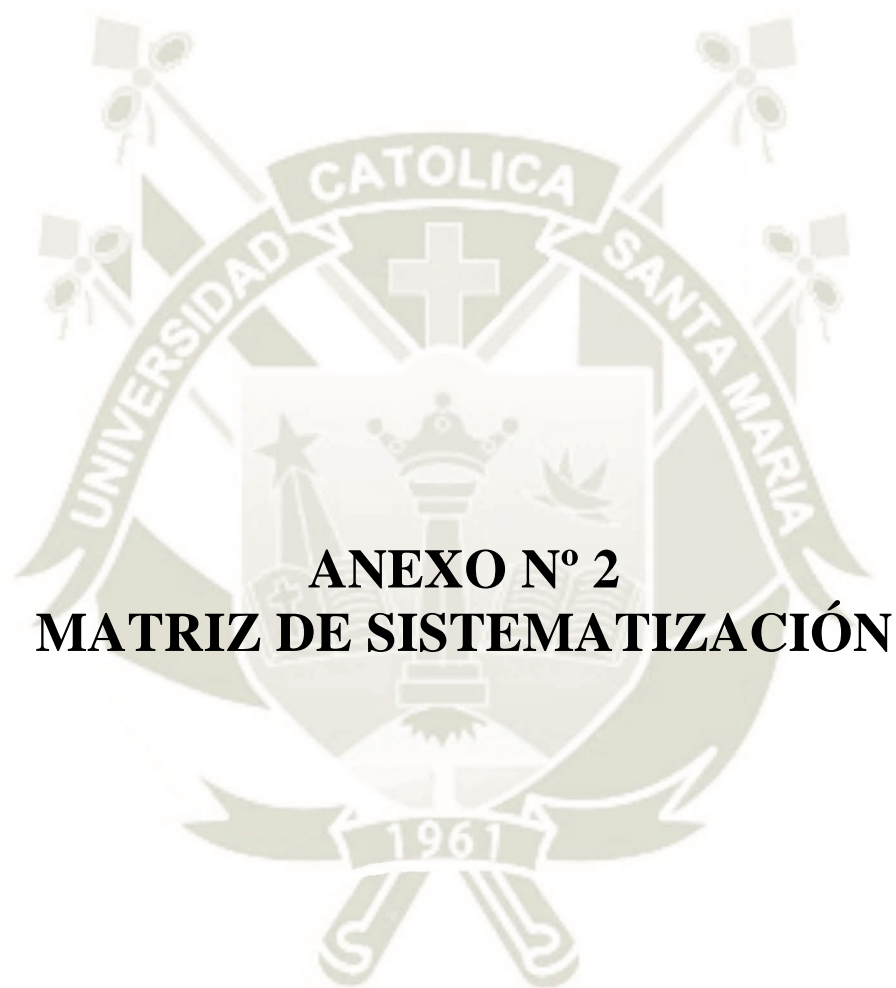 CATOLICA
UNIVERSIDAD
SANTA MARIA
ANEXO Nº 2
MATRIZ DE SISTEMATIZACIÓN
1961